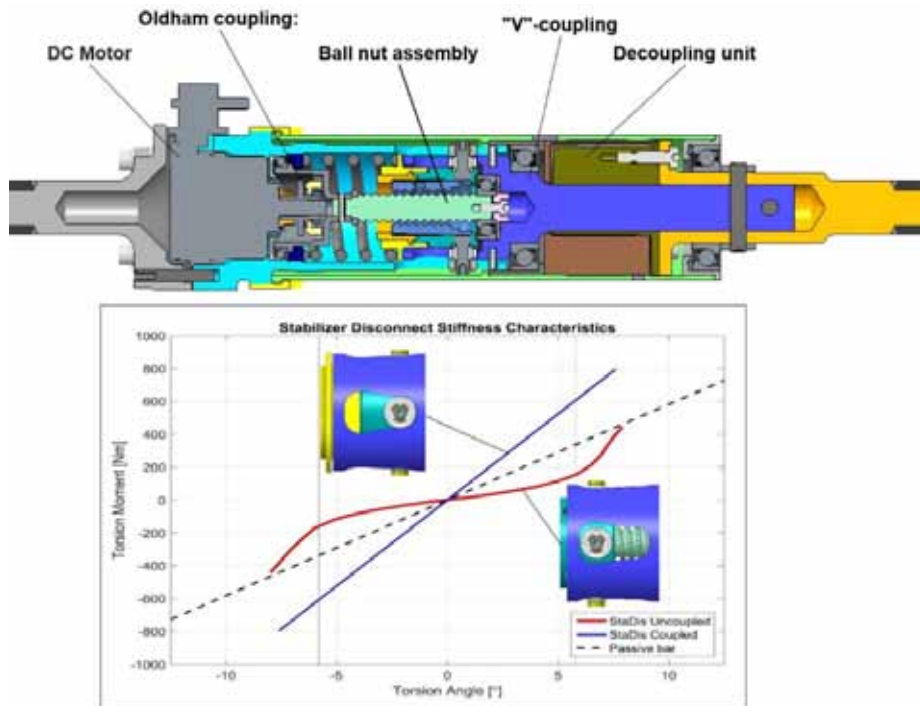 Oldham coupling:
"V"-coupling
DC Motor
Ball nut assembly
Decoupling unit
Stabilizer Disconnect Stiffness Characteristics
1000
800
600
400
200
0
-200
-400
-600
-800
-1000
Torsion Moment [Nm]
-10
-5
0
5
10
Torsion Angle [°]
StaDis Uncoupled
StaDis Coupled
Passive bar